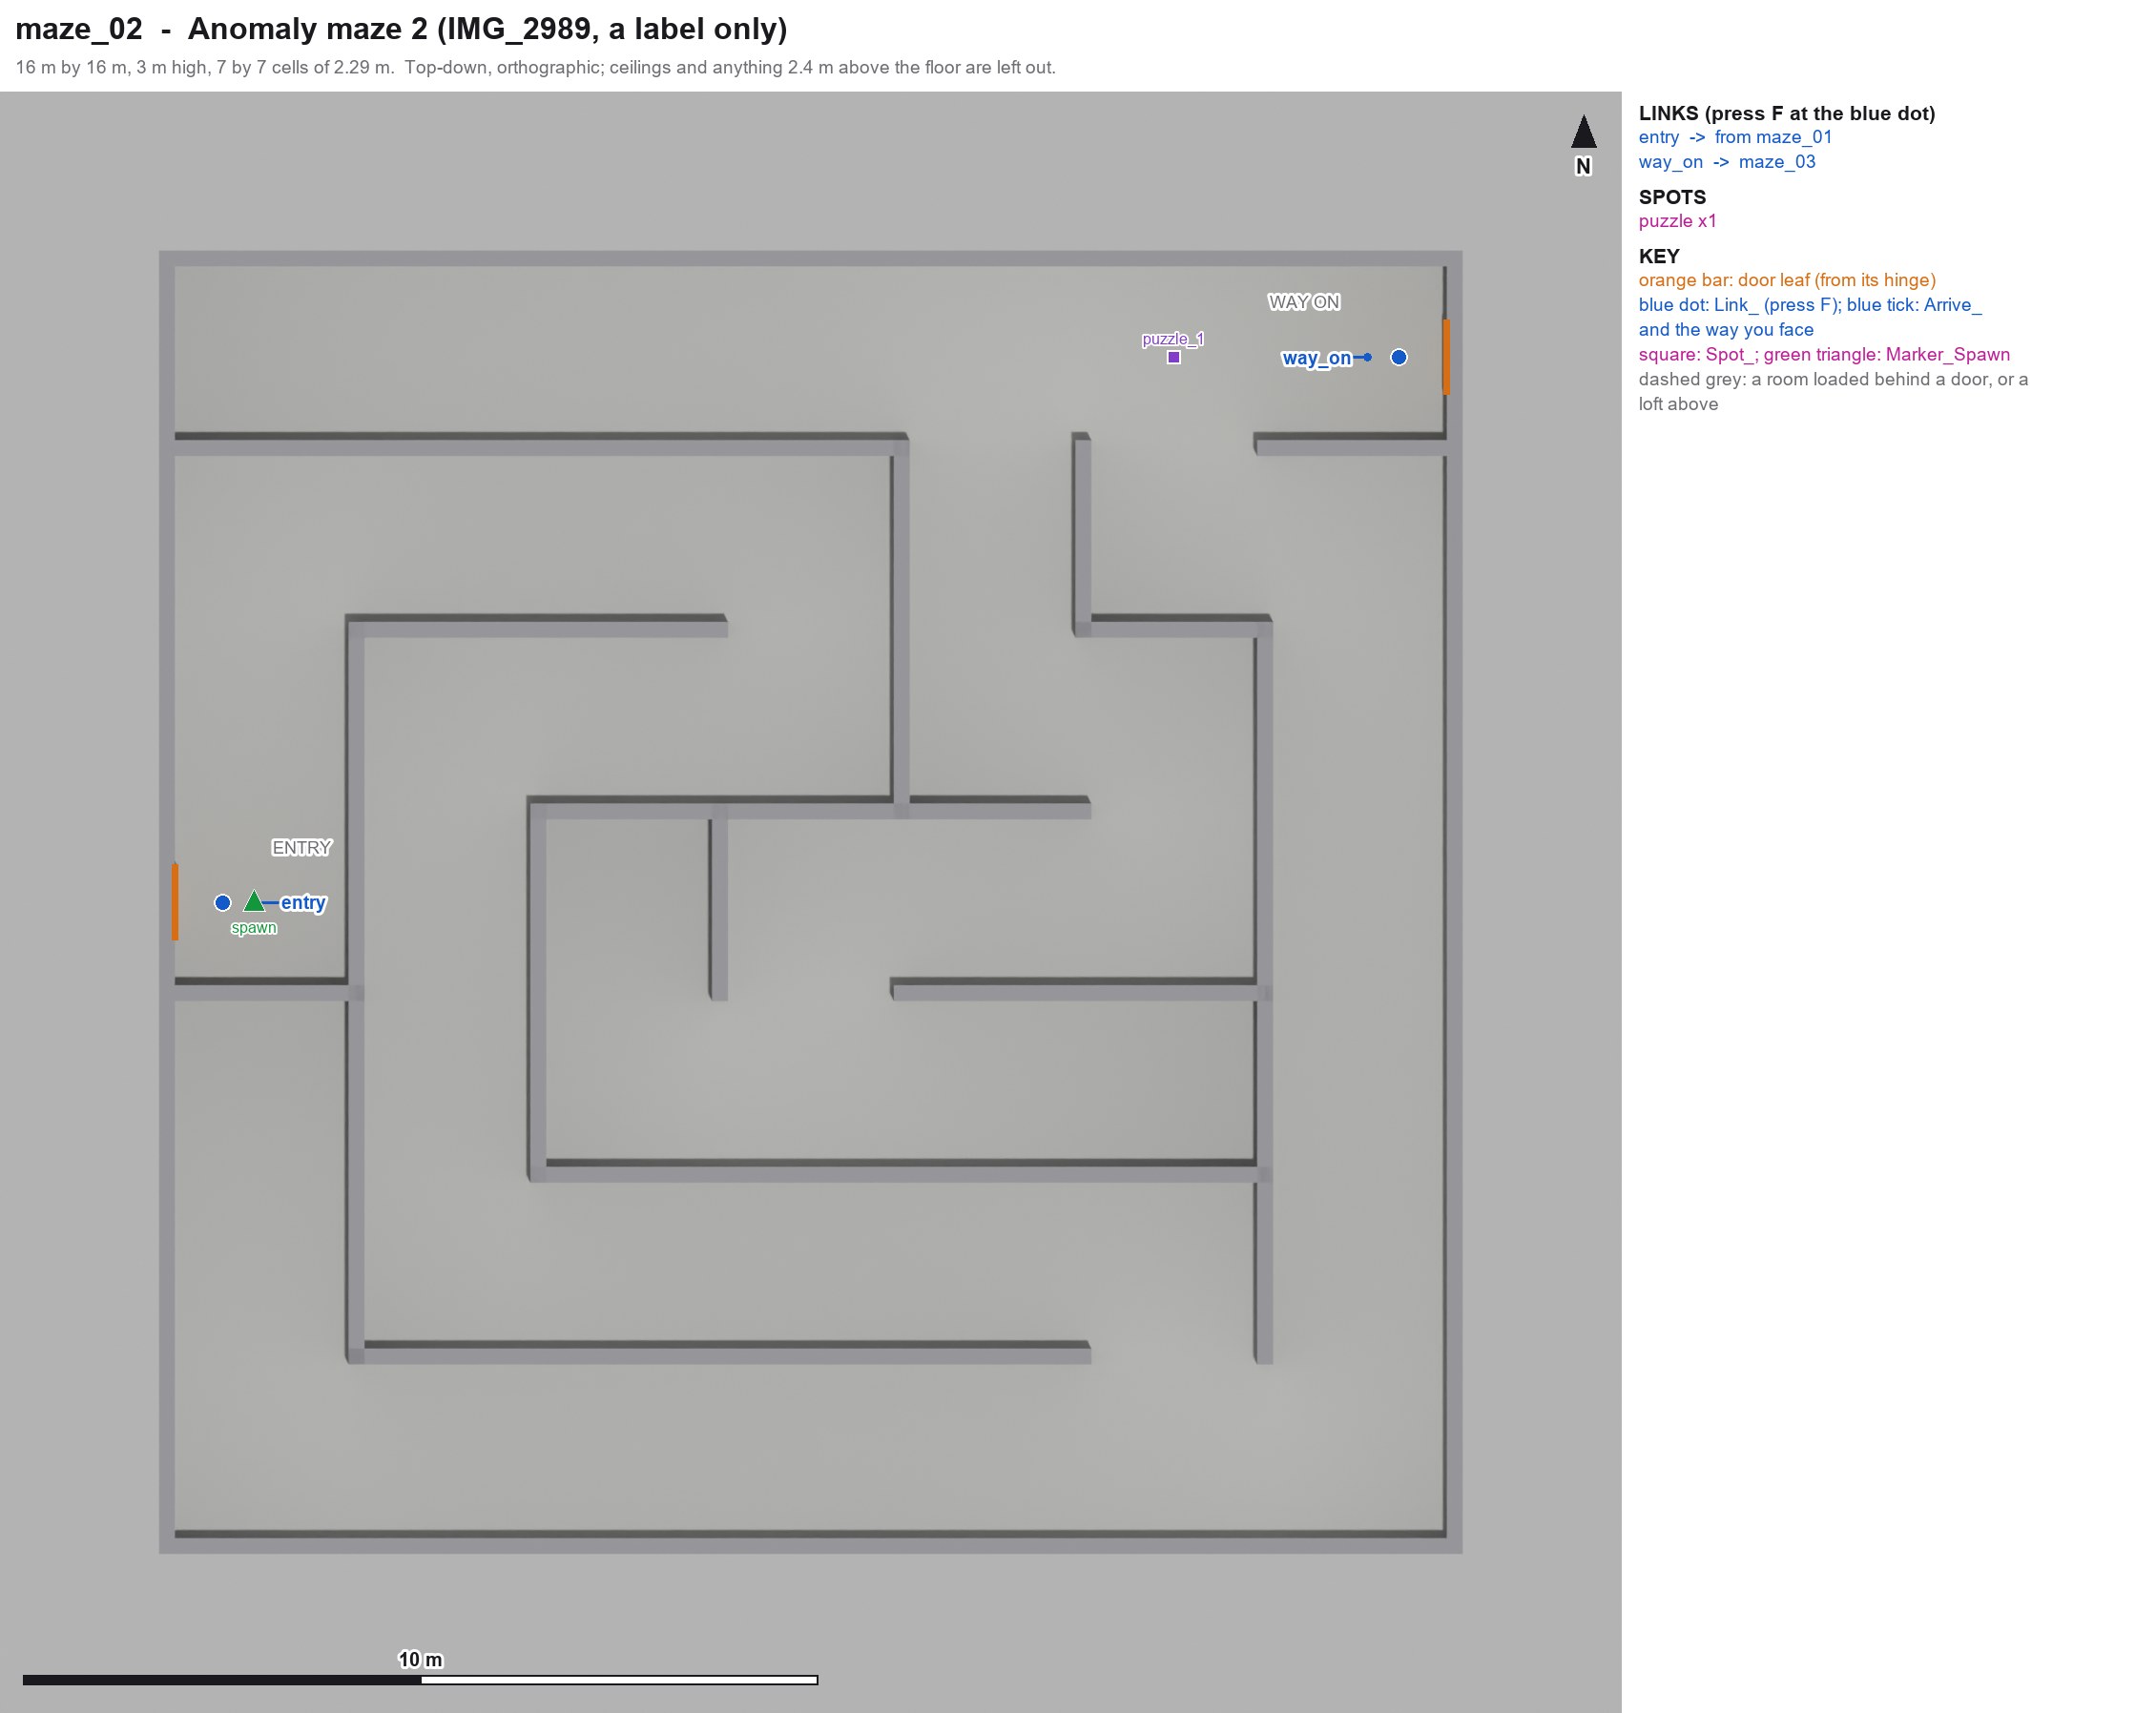 maze_02 - Anomaly maze 2 (IMG_2989, a label only)
16 m by 16 m, 3 m high, 7 by 7 cells of 2.29 m. Top-down, orthographic; ceilings and anything 2.4 m above the floor are left out.
LINKS (press F at the blue dot)
entry -> from maze_01
way_on -> maze_03
SPOTS
puzzle x1
KEY
orange bar: door leaf (from its hinge)
blue dot: Link_ (press F); blue tick: Arrive_
and the way you face
square: Spot_; green triangle: Marker_Spawn
dashed grey: a room loaded behind a door, or a
loft above
N
WAY ON
puzzle_1
way_on
ENTRY
entry
spawn
10 m